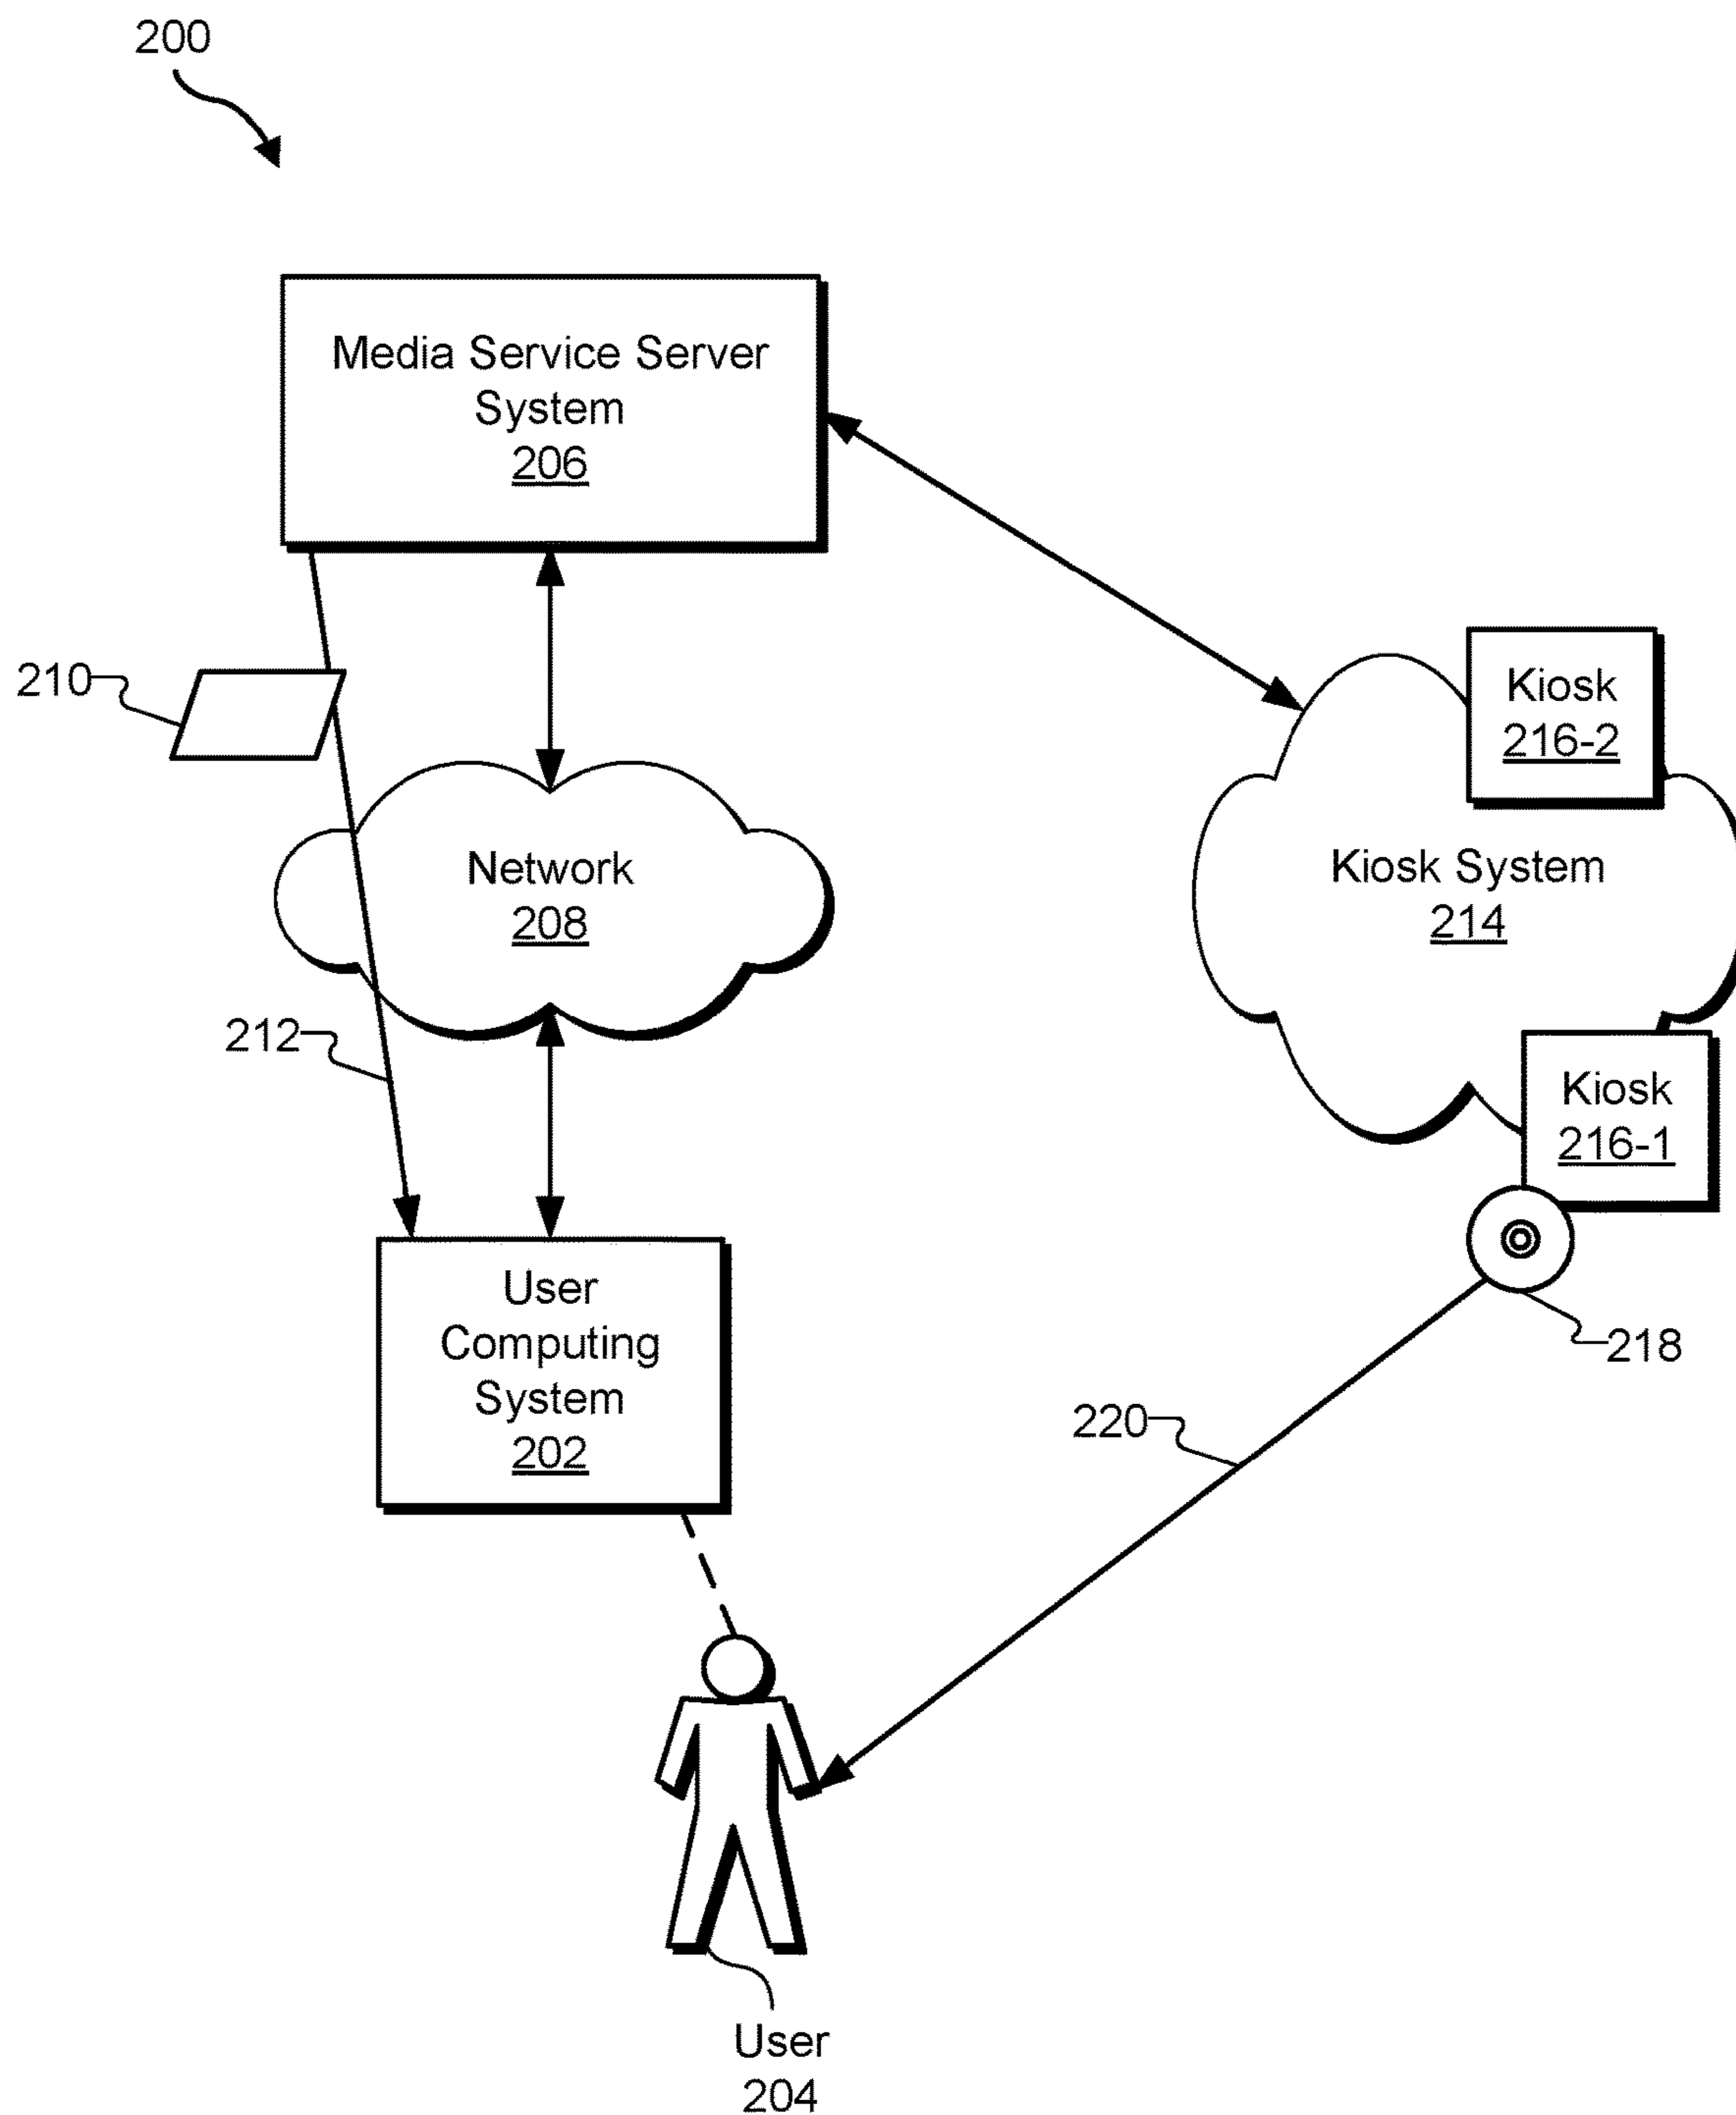 200
Media Service Server
System
206
210
Kiosk
216-2
Network
208
Kiosk System
214
212
Kiosk
216-1
User
Computing
System
202
218
220
User
204